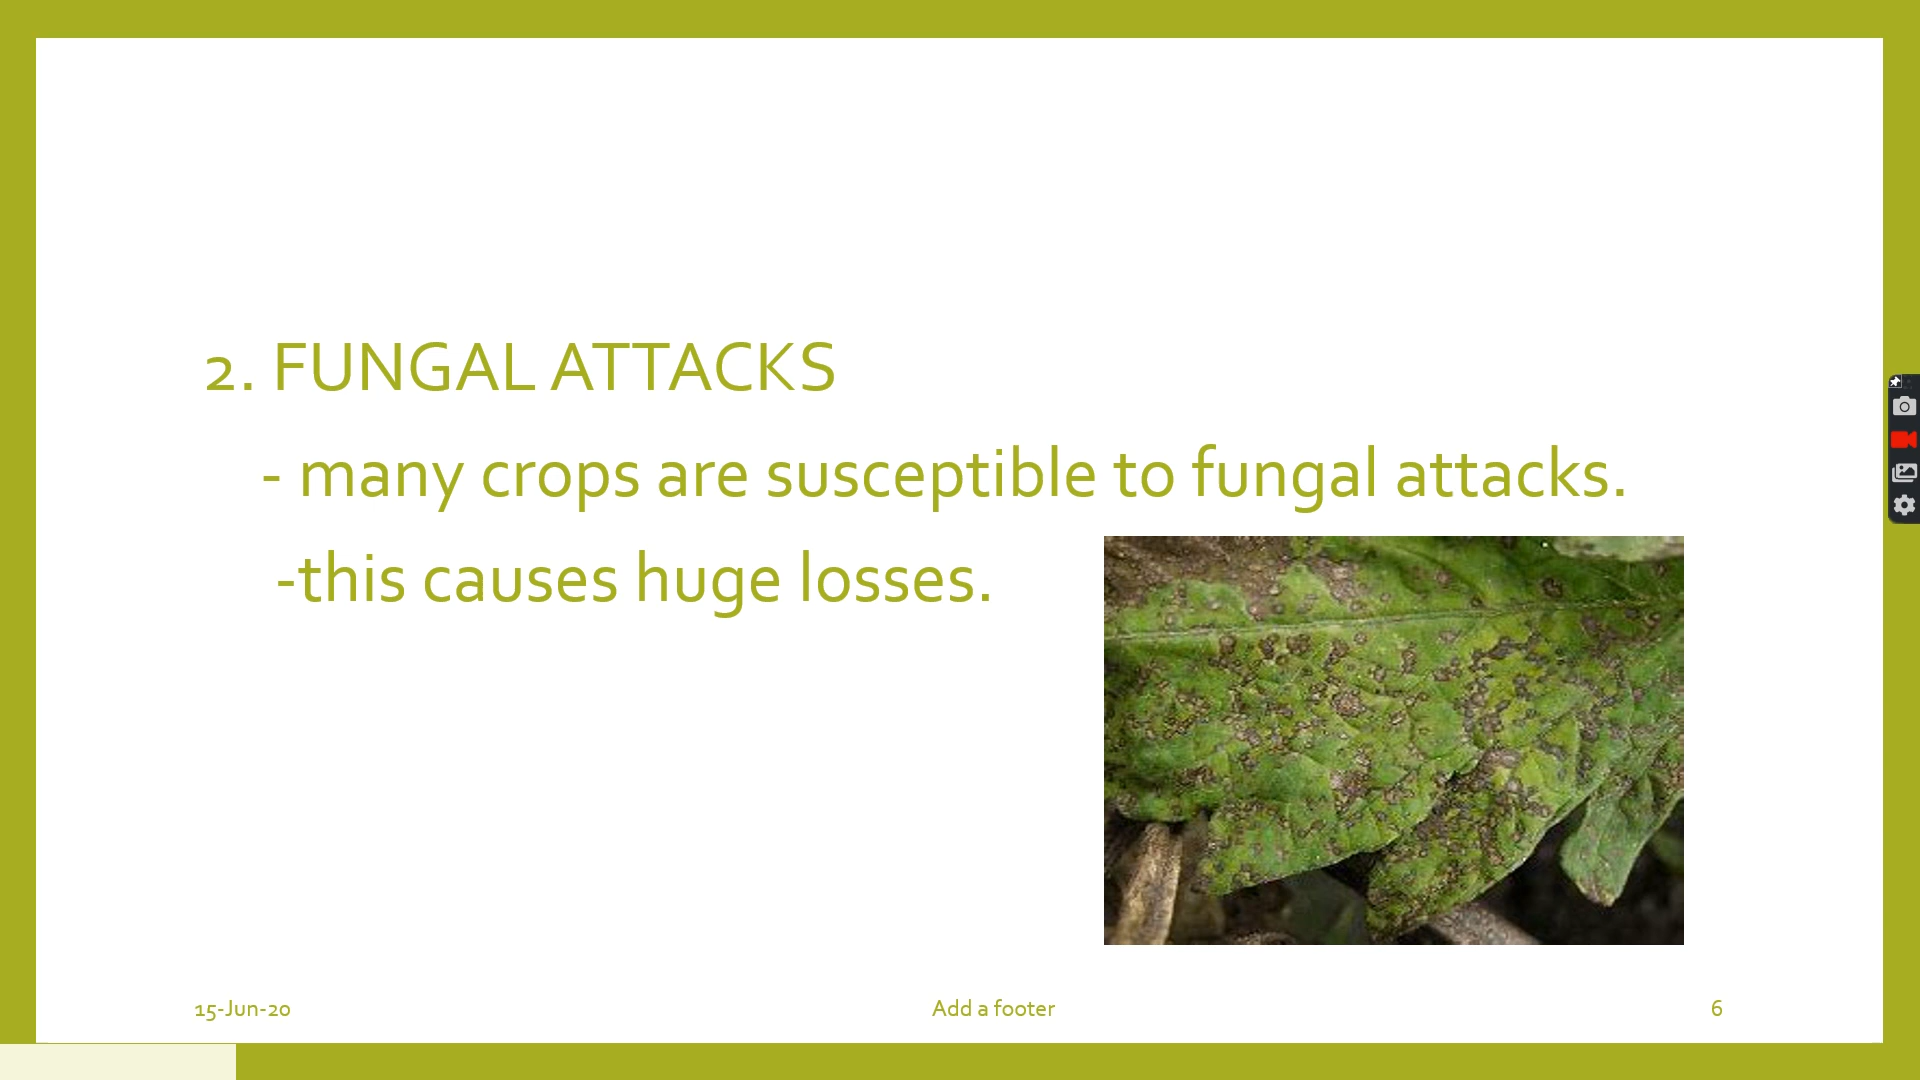 2. FUNGAL ATTACKS
- many crops are susceptible to fungal attacks.
-this causes huge losses.
15-Jun-20
Add a footer
6